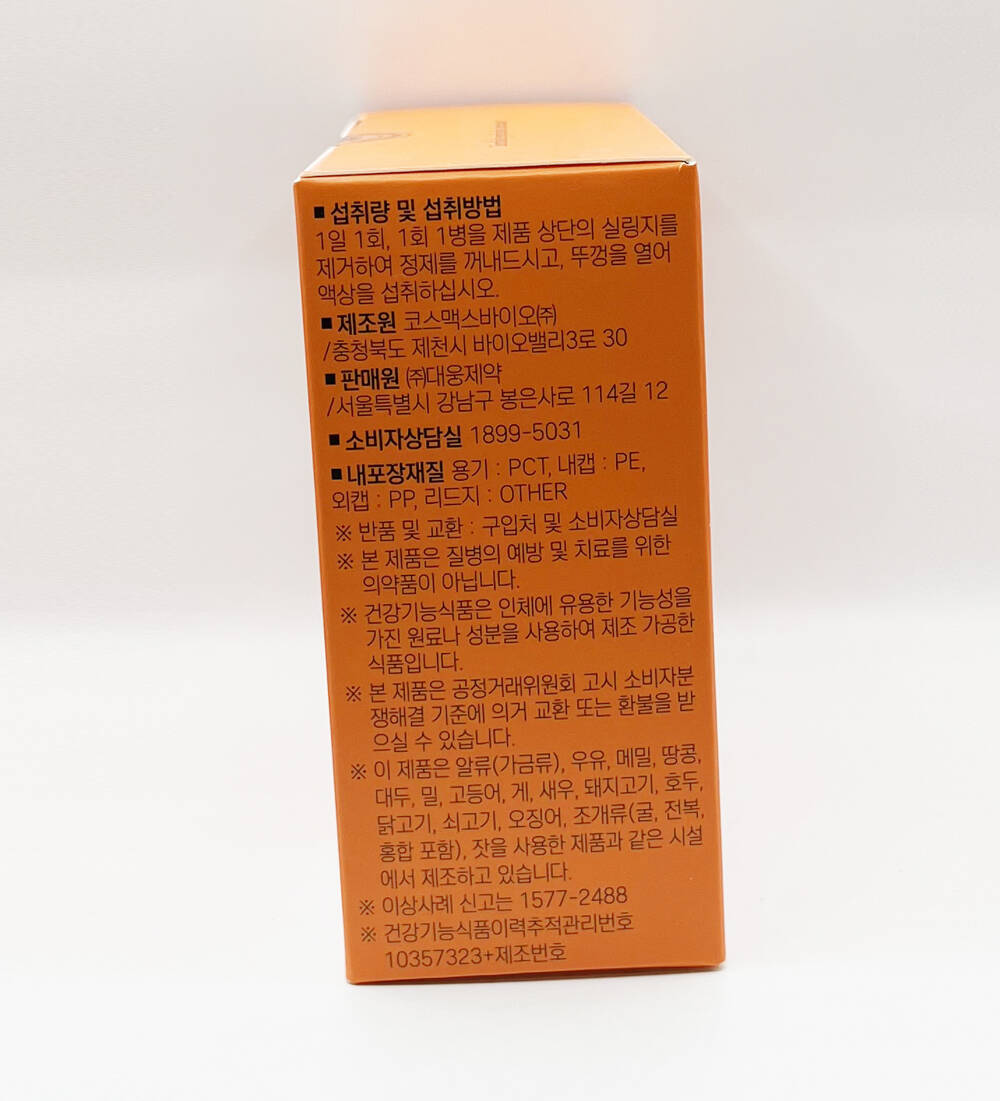 ■ 섭취량 및 섭취방법
1일 1회, 1회 1병을 제품 상단의 실링지를
제거하여 정제를 꺼내드시고, 뚜껑을 열어
액상을 섭취하십시오.
■ 제조원 코스맥스바이오㈜
/충청북도 제천시 바이오밸리3로 30
■ 판매원 ㈜대웅제약
/서울특별시 강남구 봉은사로 114길 12
■ 소비자상담실 1899-5031
■ 내포장재질 용기 : PCT, 내캡 : PE,
외캡 : PP, 리드지 : OTHER
※ 반품 및 교환 : 구입처 및 소비자상담실
※ 본 제품은 질병의 예방 및 치료를 위한
의약품이 아닙니다.
※ 건강기능식품은 인체에 유용한 기능성을
가진 원료나 성분을 사용하여 제조 가공한
식품입니다.
※ 본 제품은 공정거래위원회 고시 소비자분
쟁해결 기준에 의거 교환 또는 환불을 받
으실 수 있습니다.
※ 이 제품은 알류(가금류), 우유, 메밀, 땅콩,
대두, 밀, 고등어, 게, 새우, 돼지고기, 호두,
닭고기, 쇠고기, 오징어, 조개류(굴, 전복,
홍합 포함), 잣을 사용한 제품과 같은 시설
에서 제조하고 있습니다.
※ 이상사례 신고는 1577-2488
※ 건강기능식품이력추적관리번호
10357323+제조번호